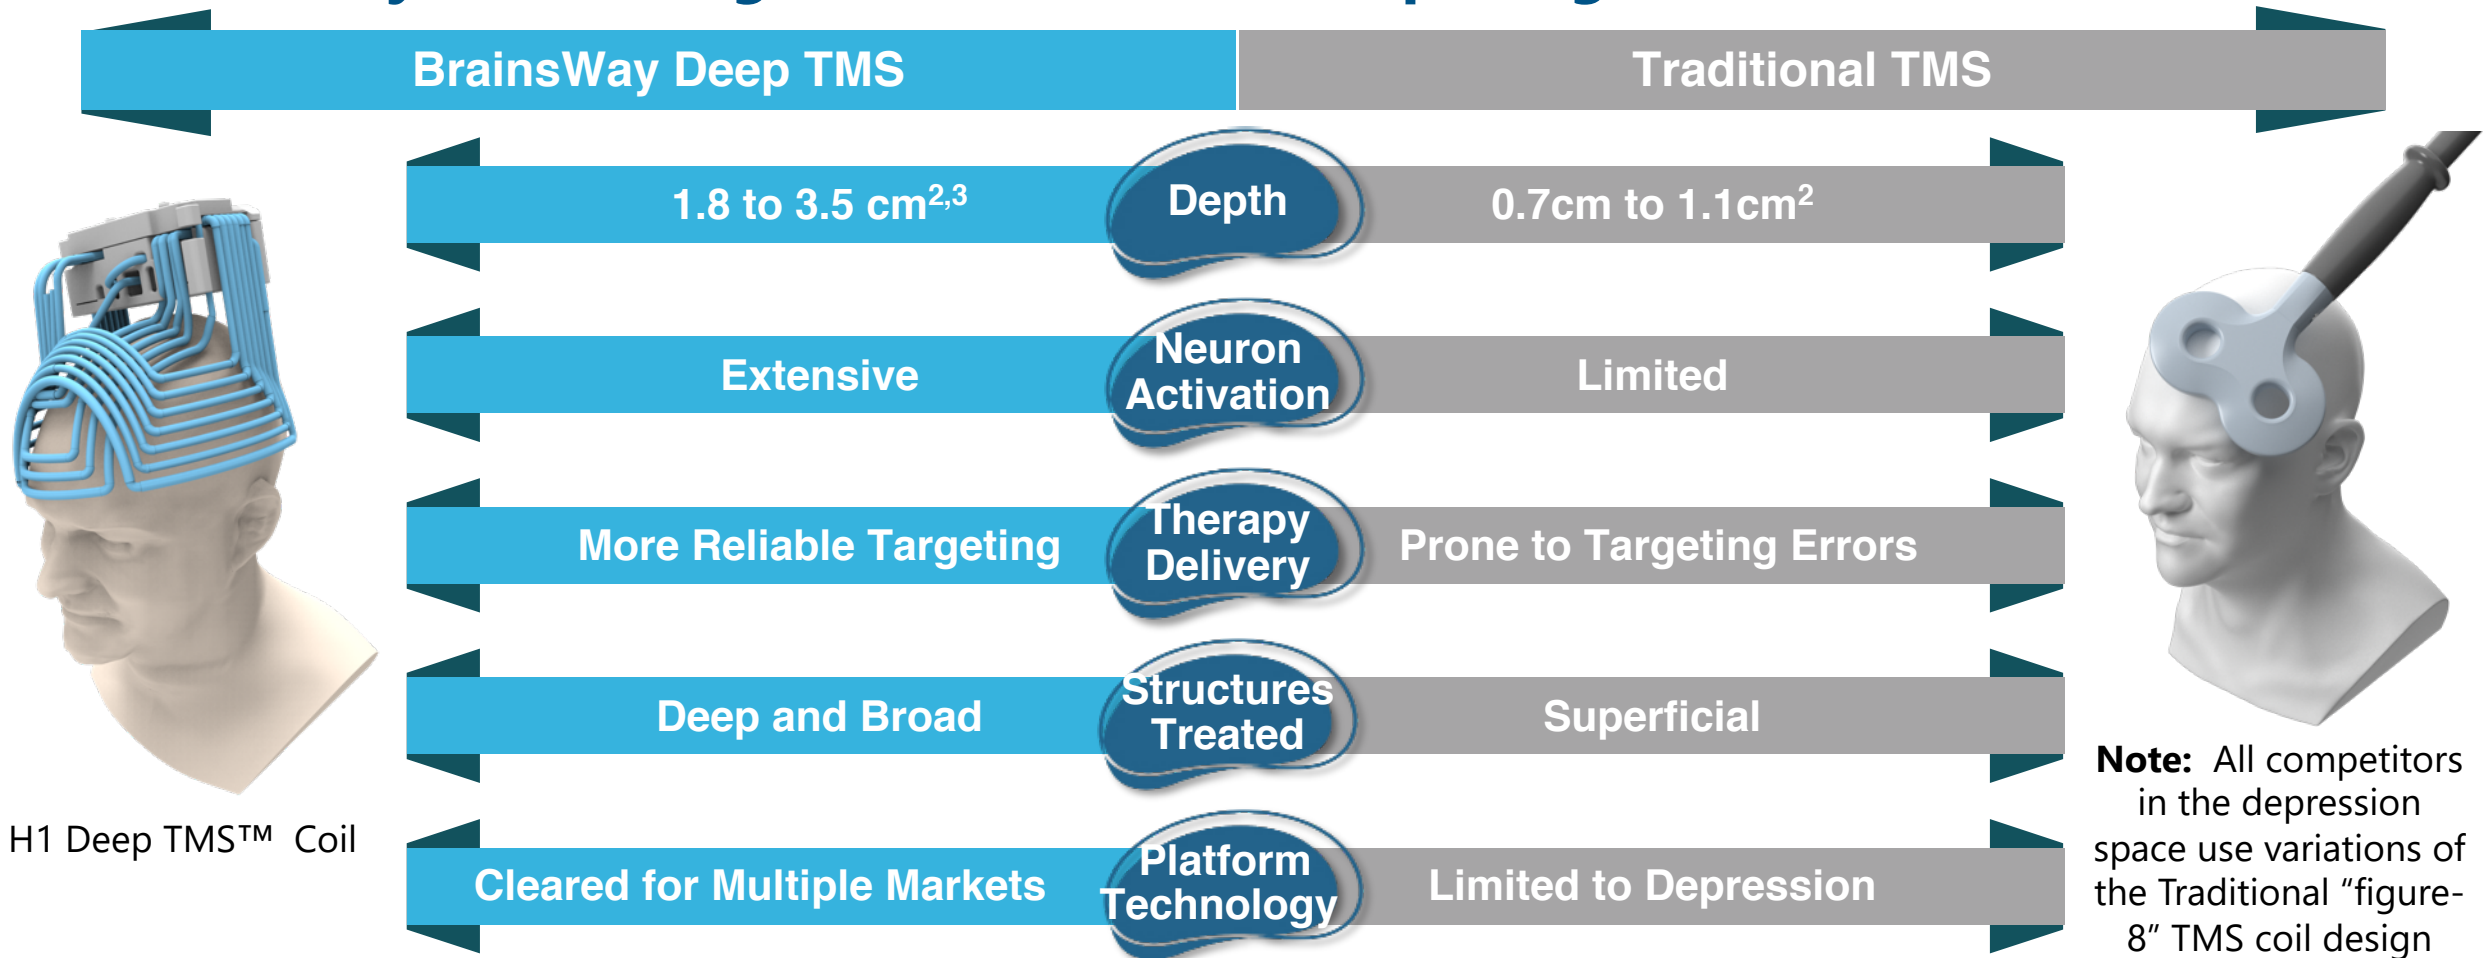 BrainsWay Deep TMS
Traditional TMS
1.8 to 3.5 cm2,3
Depth
0.7cm to 1.1cm2
Extensive
Neuron
Activation
Limited
More Reliable Targeting
Therapy
Delivery
Prone to Targeting Errors
Deep and Broad
Structures
Treated
Superficial
Cleared for Multiple Markets
Platform
Technology
Limited to Depression
H1 Deep TMS™ Coil
Note: All competitors
in the depression
space use variations of
the Traditional “figure-
8” TMS coil design